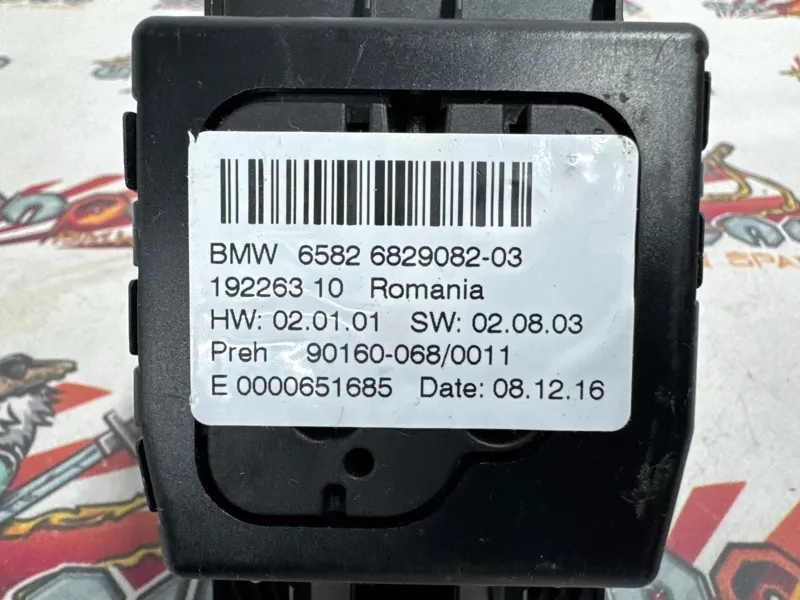 BMW 6582 6829082-03
192263 10 Romania
HW: 02.01.01 SW: 02.08.03
Preh 90160-068/0011
E 0000651685 Date: 08.12.16